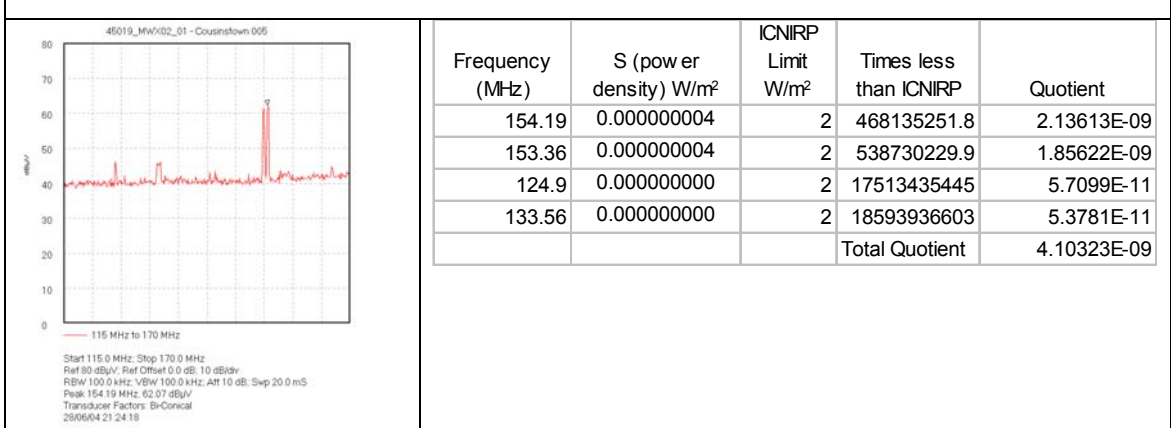 45019_MWX02_01 - Cousinstown 005
80
70
60
50
40
30
20
10
0
dBµV
115 MHz to 170 MHz
Start 115.0 MHz; Stop 170.0 MHz
Ref 80 dBµV; Ref Offset 0.0 dB; 10 dB/div
RBW 100.0 kHz; VBW 100.0 kHz; Att 10 dB; Swp 20.0 mS
Peak 154.19 MHz, 62.07 dBµV
Transducer Factors: Bi-Conical
28/06/04 21:24:18
Frequency (MHz) S (power density) W/m² ICNIRP Limit W/m² Times less than ICNIRP Quotient
154.19 0.000000004 2 468135251.8 2.13613E-09
153.36 0.000000004 2 538730229.9 1.85622E-09
124.9 0.000000000 2 17513435445 5.7099E-11
133.56 0.000000000 2 18593936603 5.3781E-11
Total Quotient 4.10323E-09